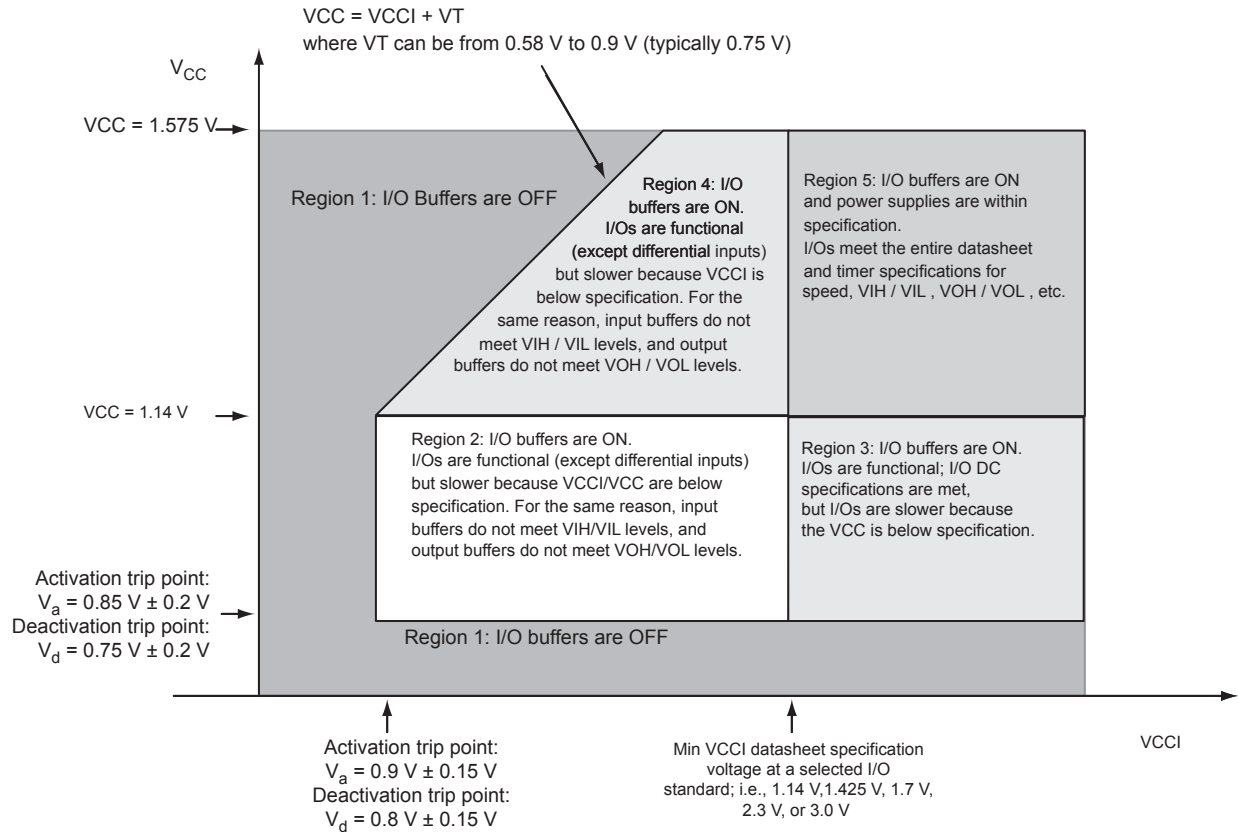 VCC = VCCI + VT
where VT can be from 0.58 V to 0.9 V (typically 0.75 V)
VCC
VCC = 1.575 V
Region 1: I/O Buffers are OFF
Region 4: I/O
buffers are ON.
I/Os are functional
(except differential inputs)
but slower because VCCI is
below specification. For the
same reason, input buffers do not
meet VIH / VIL levels, and output
buffers do not meet VOH / VOL levels.
Region 5: I/O buffers are ON
and power supplies are within
specification.
I/Os meet the entire datasheet
and timer specifications for
speed, VIH / VIL , VOH / VOL , etc.
VCC = 1.14 V
Region 2: I/O buffers are ON.
I/Os are functional (except differential inputs)
but slower because VCCI/VCC are below
specification. For the same reason, input
buffers do not meet VIH/VIL levels, and
output buffers do not meet VOH/VOL levels.
Region 3: I/O buffers are ON.
I/Os are functional; I/O DC
specifications are met,
but I/Os are slower because
the VCC is below specification.
Activation trip point:
Va = 0.85 V ± 0.2 V
Deactivation trip point:
Vd = 0.75 V ± 0.2 V
Region 1: I/O buffers are OFF
Activation trip point:
Va = 0.9 V ± 0.15 V
Deactivation trip point:
Vd = 0.8 V ± 0.15 V
Min VCCI datasheet specification
voltage at a selected I/O
standard; i.e., 1.14 V,1.425 V, 1.7 V,
2.3 V, or 3.0 V
VCCI